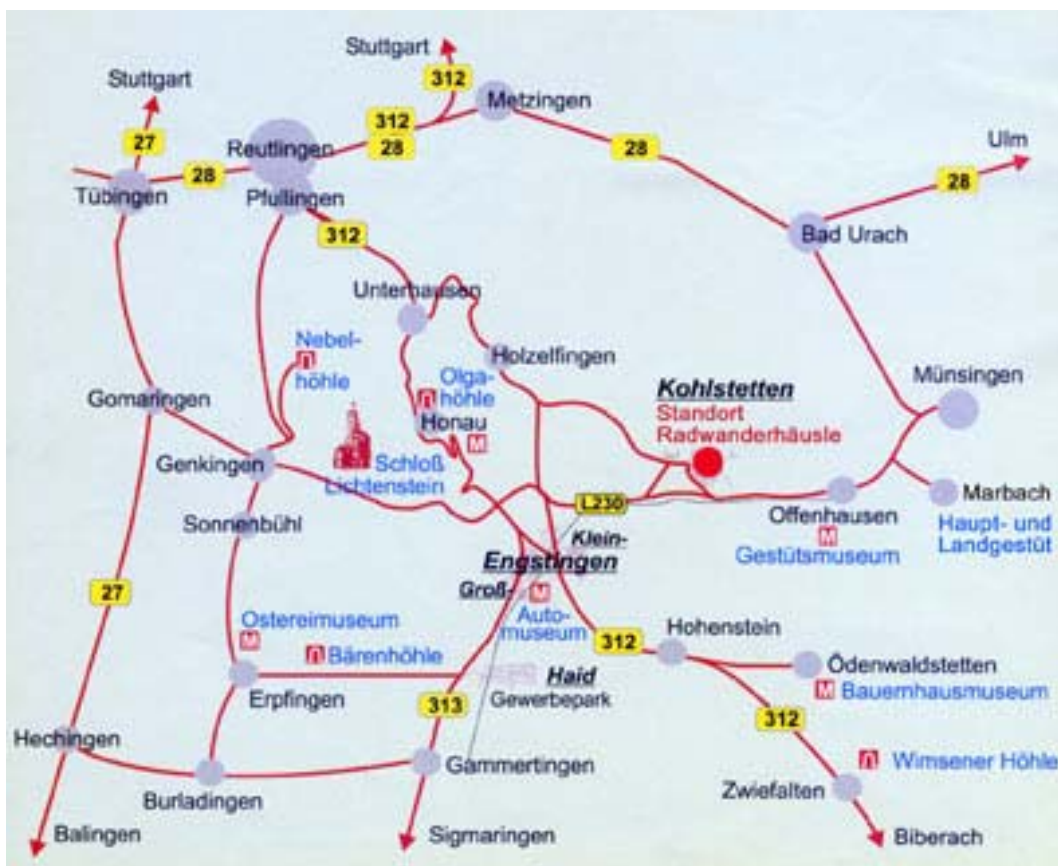 Stuttgart
Stuttgart
312
Metzingen
312
27
Reutlingen
28
28
Ulm
28
28
Tübingen
Pfullingen
Bad Urach
312
Unterhausen
Nebel-
höhle
Holzelfingen
Olga-
höhle
Münsingen
Gomaringen
Kohlstetten
Standort
Radwanderhäusle
Honau
M
Genkingen
Schloß
Lichtenstein
Marbach
L230
Offenhausen
Sonnenbühl
Haupt- und
Landgestüt
M
Klein-
Gestütsmuseum
Engstingen
Groß-
27
M
Auto-
museum
Ostereimuseum
M
312
Hohenstein
Bärenhöhle
Ödenwaldstetten
Haid
Erpfingen
Gewerbepark
M
Bauernhausmuseum
313
312
Hechingen
Gammertingen
Wimsener Höhle
Burladingen
Zwiefalten
Balingen
Sigmaringen
Biberach